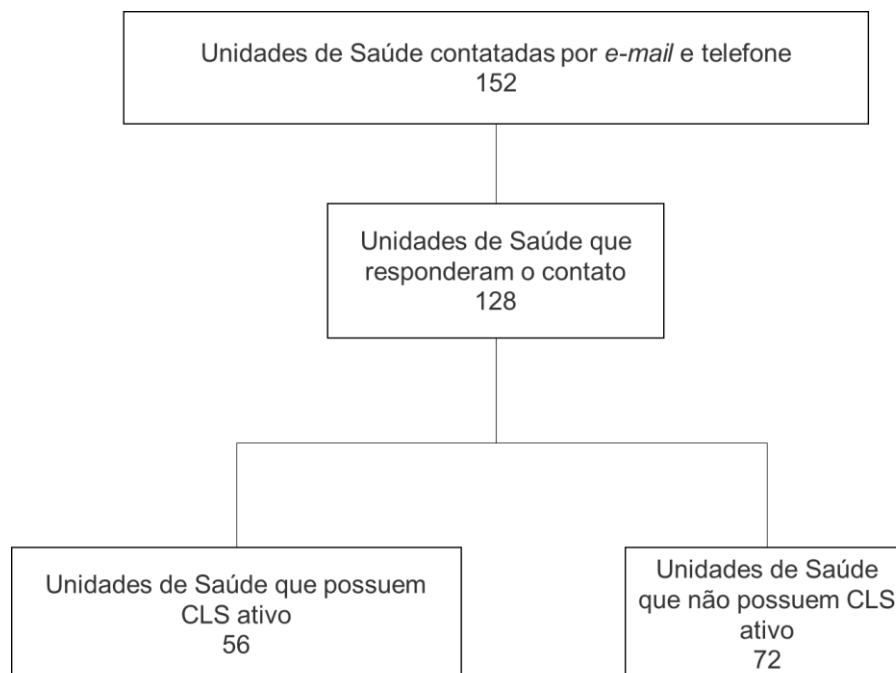 Unidades de Saúde contatadas por e-mail e telefone
152
Unidades de Saúde que
responderam o contato
128
Unidades de Saúde que possuem
CLS ativo
56
Unidades de Saúde
que não possuem CLS
ativo
72